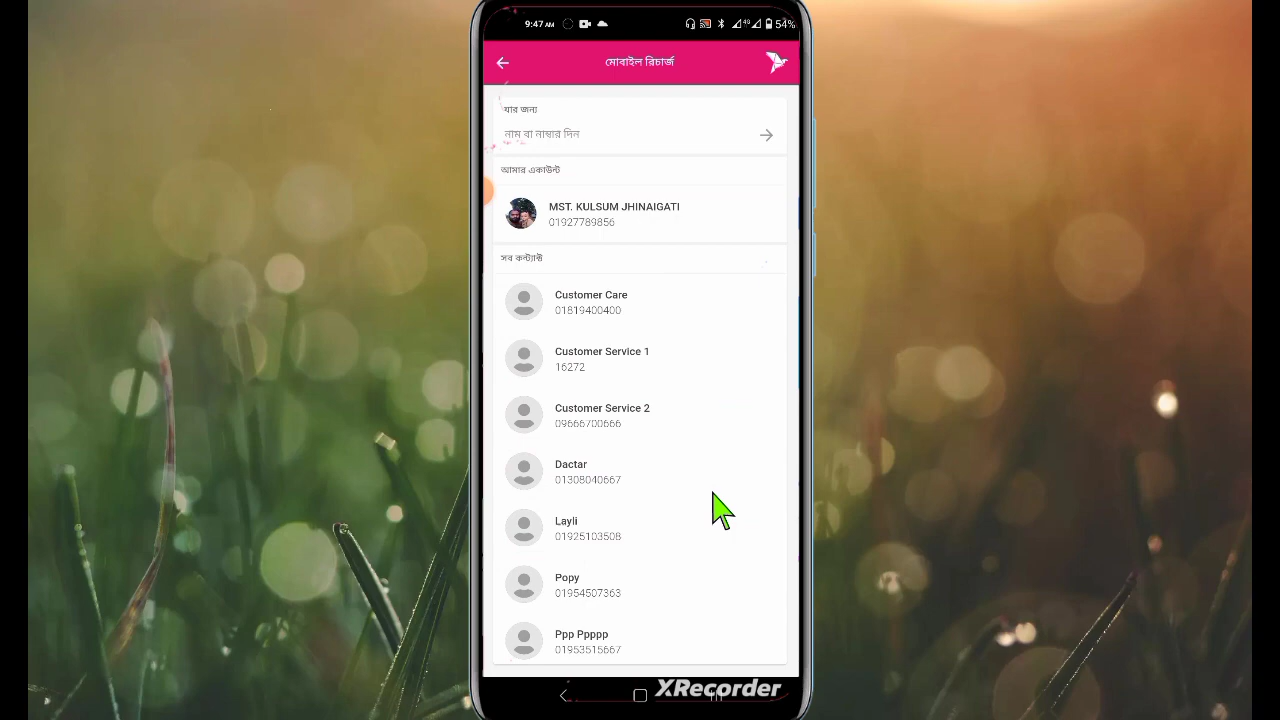 9:47 AM
4G
54%
মোবাইল রিচার্জ
যার জন্য
নাম বা নাম্বার দিন
আমার একাউন্ট
MST. KULSUM JHINAIGATI
01927789856
সব কন্ট্যাক্ট
Customer Care
01819400400
Customer Service 1
16272
Customer Service 2
09666700666
Dactar
01308040667
Layli
01925103508
Popy
01954507363
Ppp Ppppp
01953515667
XRecorder